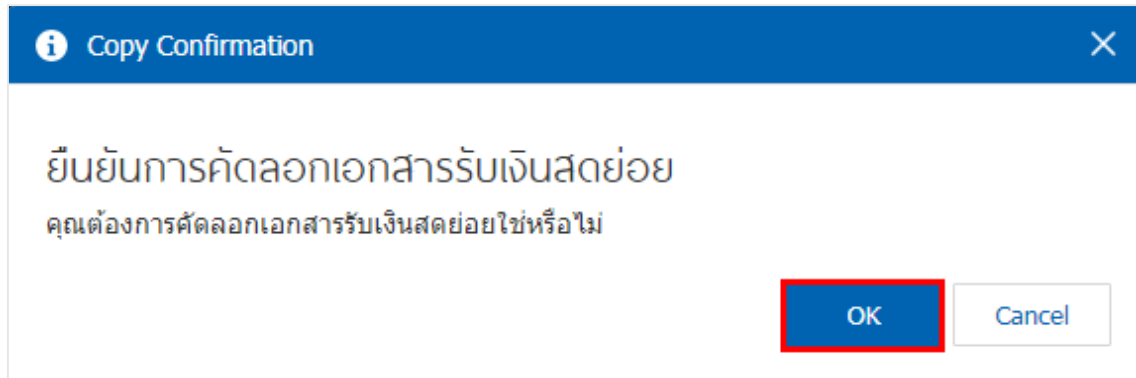 Copy Confirmation
ยืนยันการคัดลอกเอกสารรับเงินสดย่อย
คุณต้องการคัดลอกเอกสารรับเงินสดย่อยใช่หรือไม่
OK Cancel